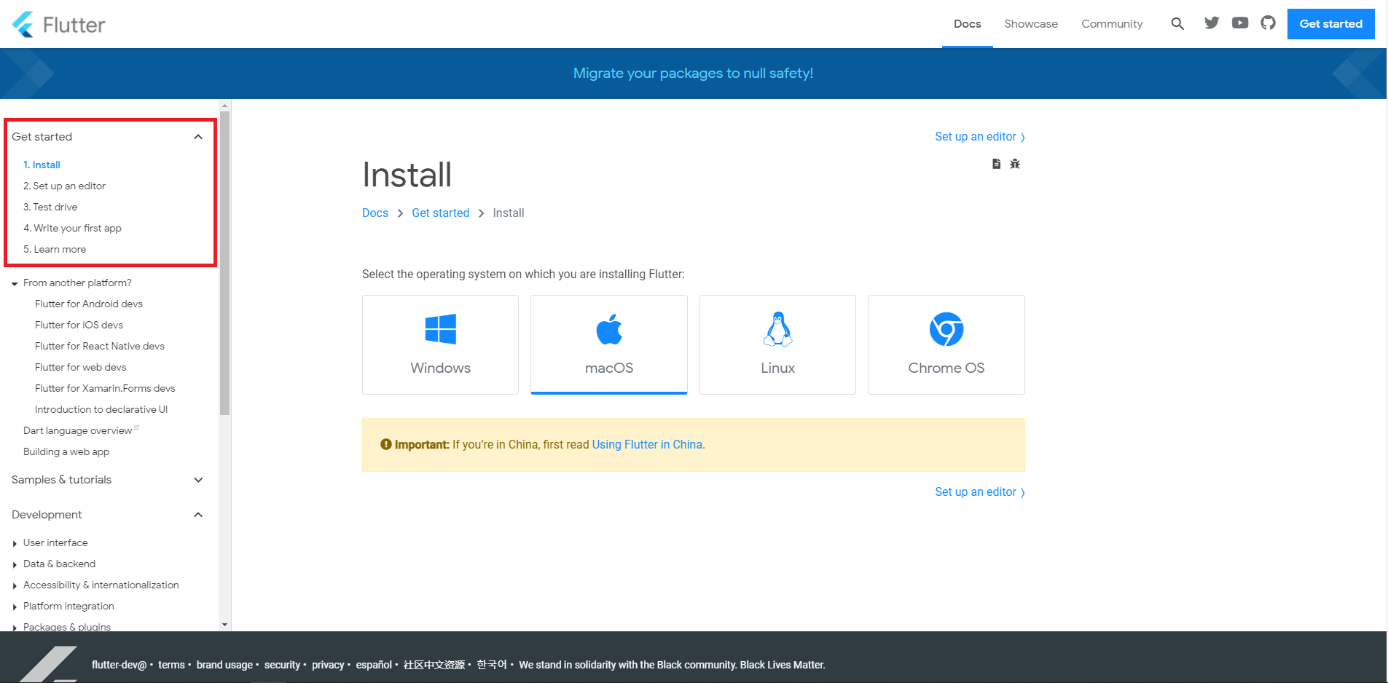 Flutter
Docs Showcase Community Get started
Migrate your packages to null safety!
Get started
1. Install
2. Set up an editor
3. Test drive
4. Write your first app
5. Learn more
From another platform?
Flutter for Android devs
Flutter for iOS devs
Flutter for React Native devs
Flutter for web devs
Flutter for Xamarin.Forms devs
Introduction to declarative UI
Dart language overview
Building a web app
Samples & tutorials
Development
User interface
Data & backend
Accessibility & internationalization
Platform integration
Packages & plugins
Set up an editor ›
Install
Docs › Get started › Install
Select the operating system on which you are installing Flutter:
Windows macOS Linux Chrome OS
Important: If you're in China, first read Using Flutter in China.
Set up an editor ›
flutter-dev@ • terms • brand usage • security • privacy • español • 社区中文资源 • 한국어 • We stand in solidarity with the Black community. Black Lives Matter.